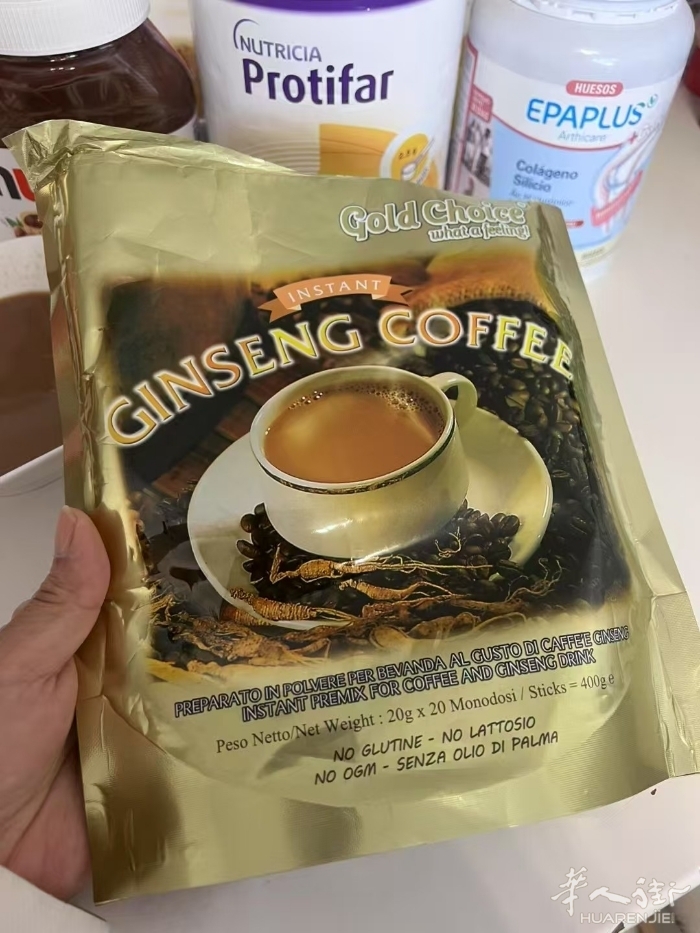 NUTRICIA
Protifar
HUESOS
EPAPLUS
Arthicare
Colágeno
Silicio
Gold Choice
what a feeling!
INSTANT
GINSENG COFFEE
PREPARATO IN POLVERE PER BEVANDA AL GUSTO DI CAFFE'E GINSENG
INSTANT PREMIX FOR COFFEE AND GINSENG DRINK
Peso Netto/Net Weight : 20g x 20 Monodosi / Sticks = 400g e
NO GLUTINE - NO LATTOSIO
NO OGM - SENZA OLIO DI PALMA
华人街
HUARENJIE